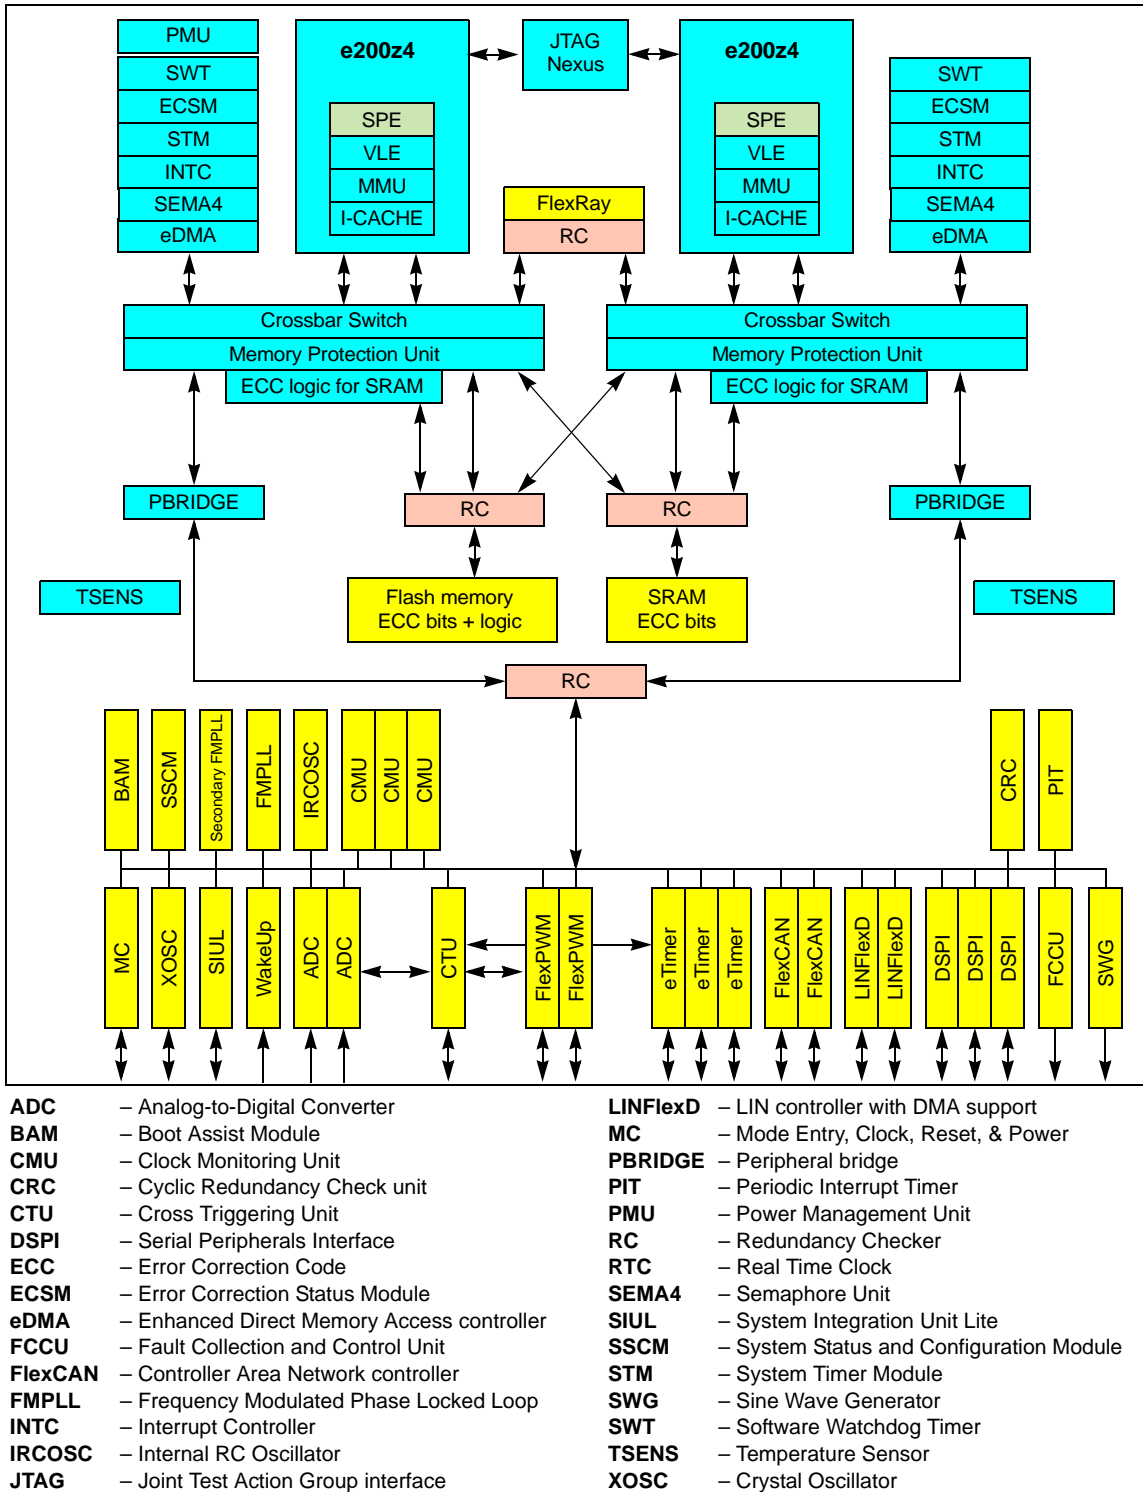 PMU
SWT
ECSM
STM
INTC
SEMA4
eDMA
e200z4
SPE
VLE
MMU
I-CACHE
JTAG
Nexus
FlexRay
RC
e200z4
SPE
VLE
MMU
I-CACHE
SWT
ECSM
STM
INTC
SEMA4
eDMA
Crossbar Switch
Memory Protection Unit
ECC logic for SRAM
Crossbar Switch
Memory Protection Unit
ECC logic for SRAM
PBRIDGE
RC
RC
PBRIDGE
TSENS
Flash memory
ECC bits + logic
SRAM
ECC bits
TSENS
RC
BAM
SSCM
Secondary FMPLL
FMPLL
IRCOSC
CMU
CMU
CMU
CRC
PIT
MC
XOSC
SIUL
WakeUp
ADC
ADC
CTU
FlexPWM
FlexPWM
eTimer
eTimer
eTimer
FlexCAN
FlexCAN
LINFlexD
LINFlexD
DSPI
DSPI
DSPI
FCCU
SWG
ADC – Analog-to-Digital Converter
BAM – Boot Assist Module
CMU – Clock Monitoring Unit
CRC – Cyclic Redundancy Check unit
CTU – Cross Triggering Unit
DSPI – Serial Peripherals Interface
ECC – Error Correction Code
ECSM – Error Correction Status Module
eDMA – Enhanced Direct Memory Access controller
FCCU – Fault Collection and Control Unit
FlexCAN – Controller Area Network controller
FMPLL – Frequency Modulated Phase Locked Loop
INTC – Interrupt Controller
IRCOSC – Internal RC Oscillator
JTAG – Joint Test Action Group interface
LINFlexD – LIN controller with DMA support
MC – Mode Entry, Clock, Reset, & Power
PBRIDGE – Peripheral bridge
PIT – Periodic Interrupt Timer
PMU – Power Management Unit
RC – Redundancy Checker
RTC – Real Time Clock
SEMA4 – Semaphore Unit
SIUL – System Integration Unit Lite
SSCM – System Status and Configuration Module
STM – System Timer Module
SWG – Sine Wave Generator
SWT – Software Watchdog Timer
TSENS – Temperature Sensor
XOSC – Crystal Oscillator